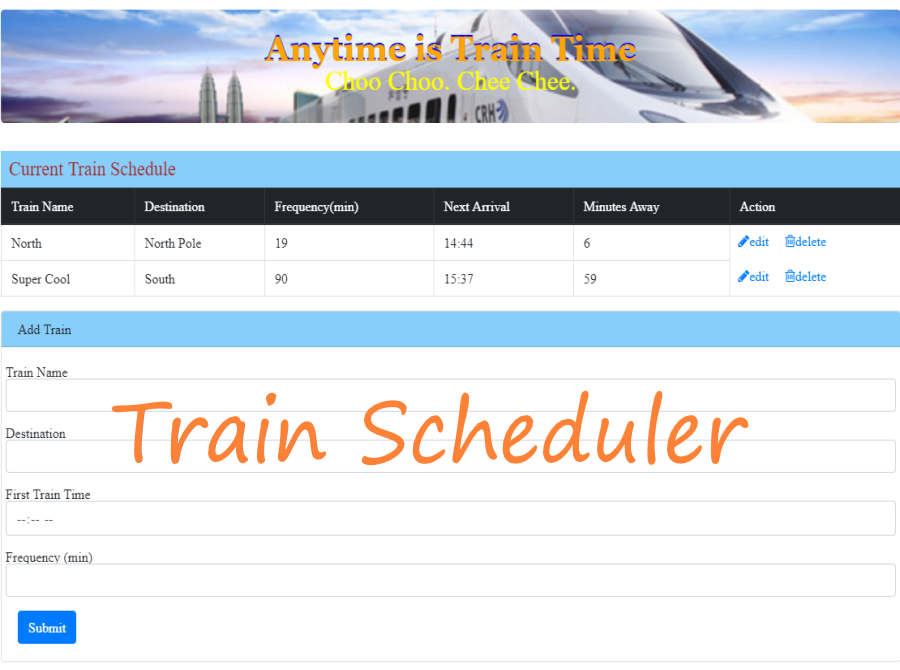 Anytime is Train Time
Choo Choo. Chee Chee.
CRH
Current Train Schedule
Train Name Destination Frequency(min) Next Arrival Minutes Away Action
North North Pole 19 14:44 6 edit delete
Super Cool South 90 15:37 59 edit delete
Add Train
Train Name
Train Scheduler
Destination
First Train Time
--:-- --
Frequency (min)
Submit